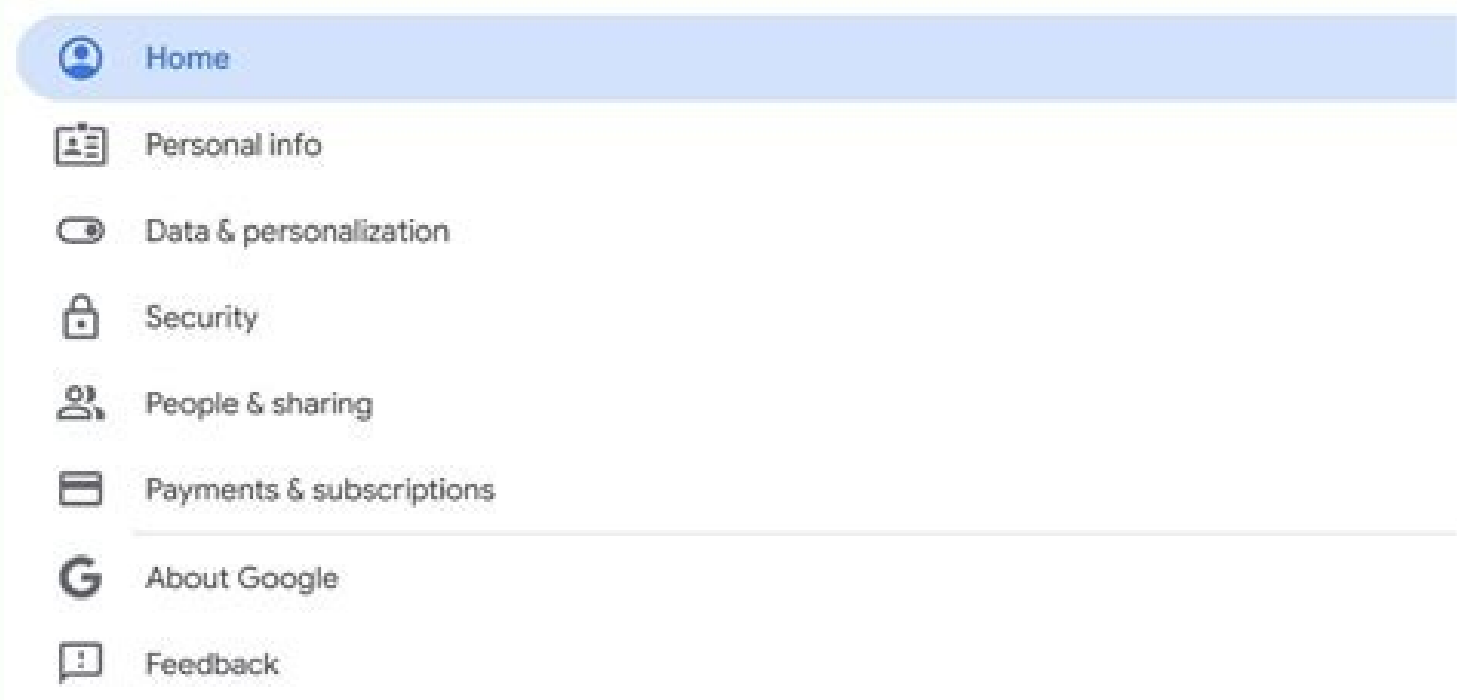 Home
Personal info
Data & personalization
Security
People & sharing
Payments & subscriptions
About Google
Feedback